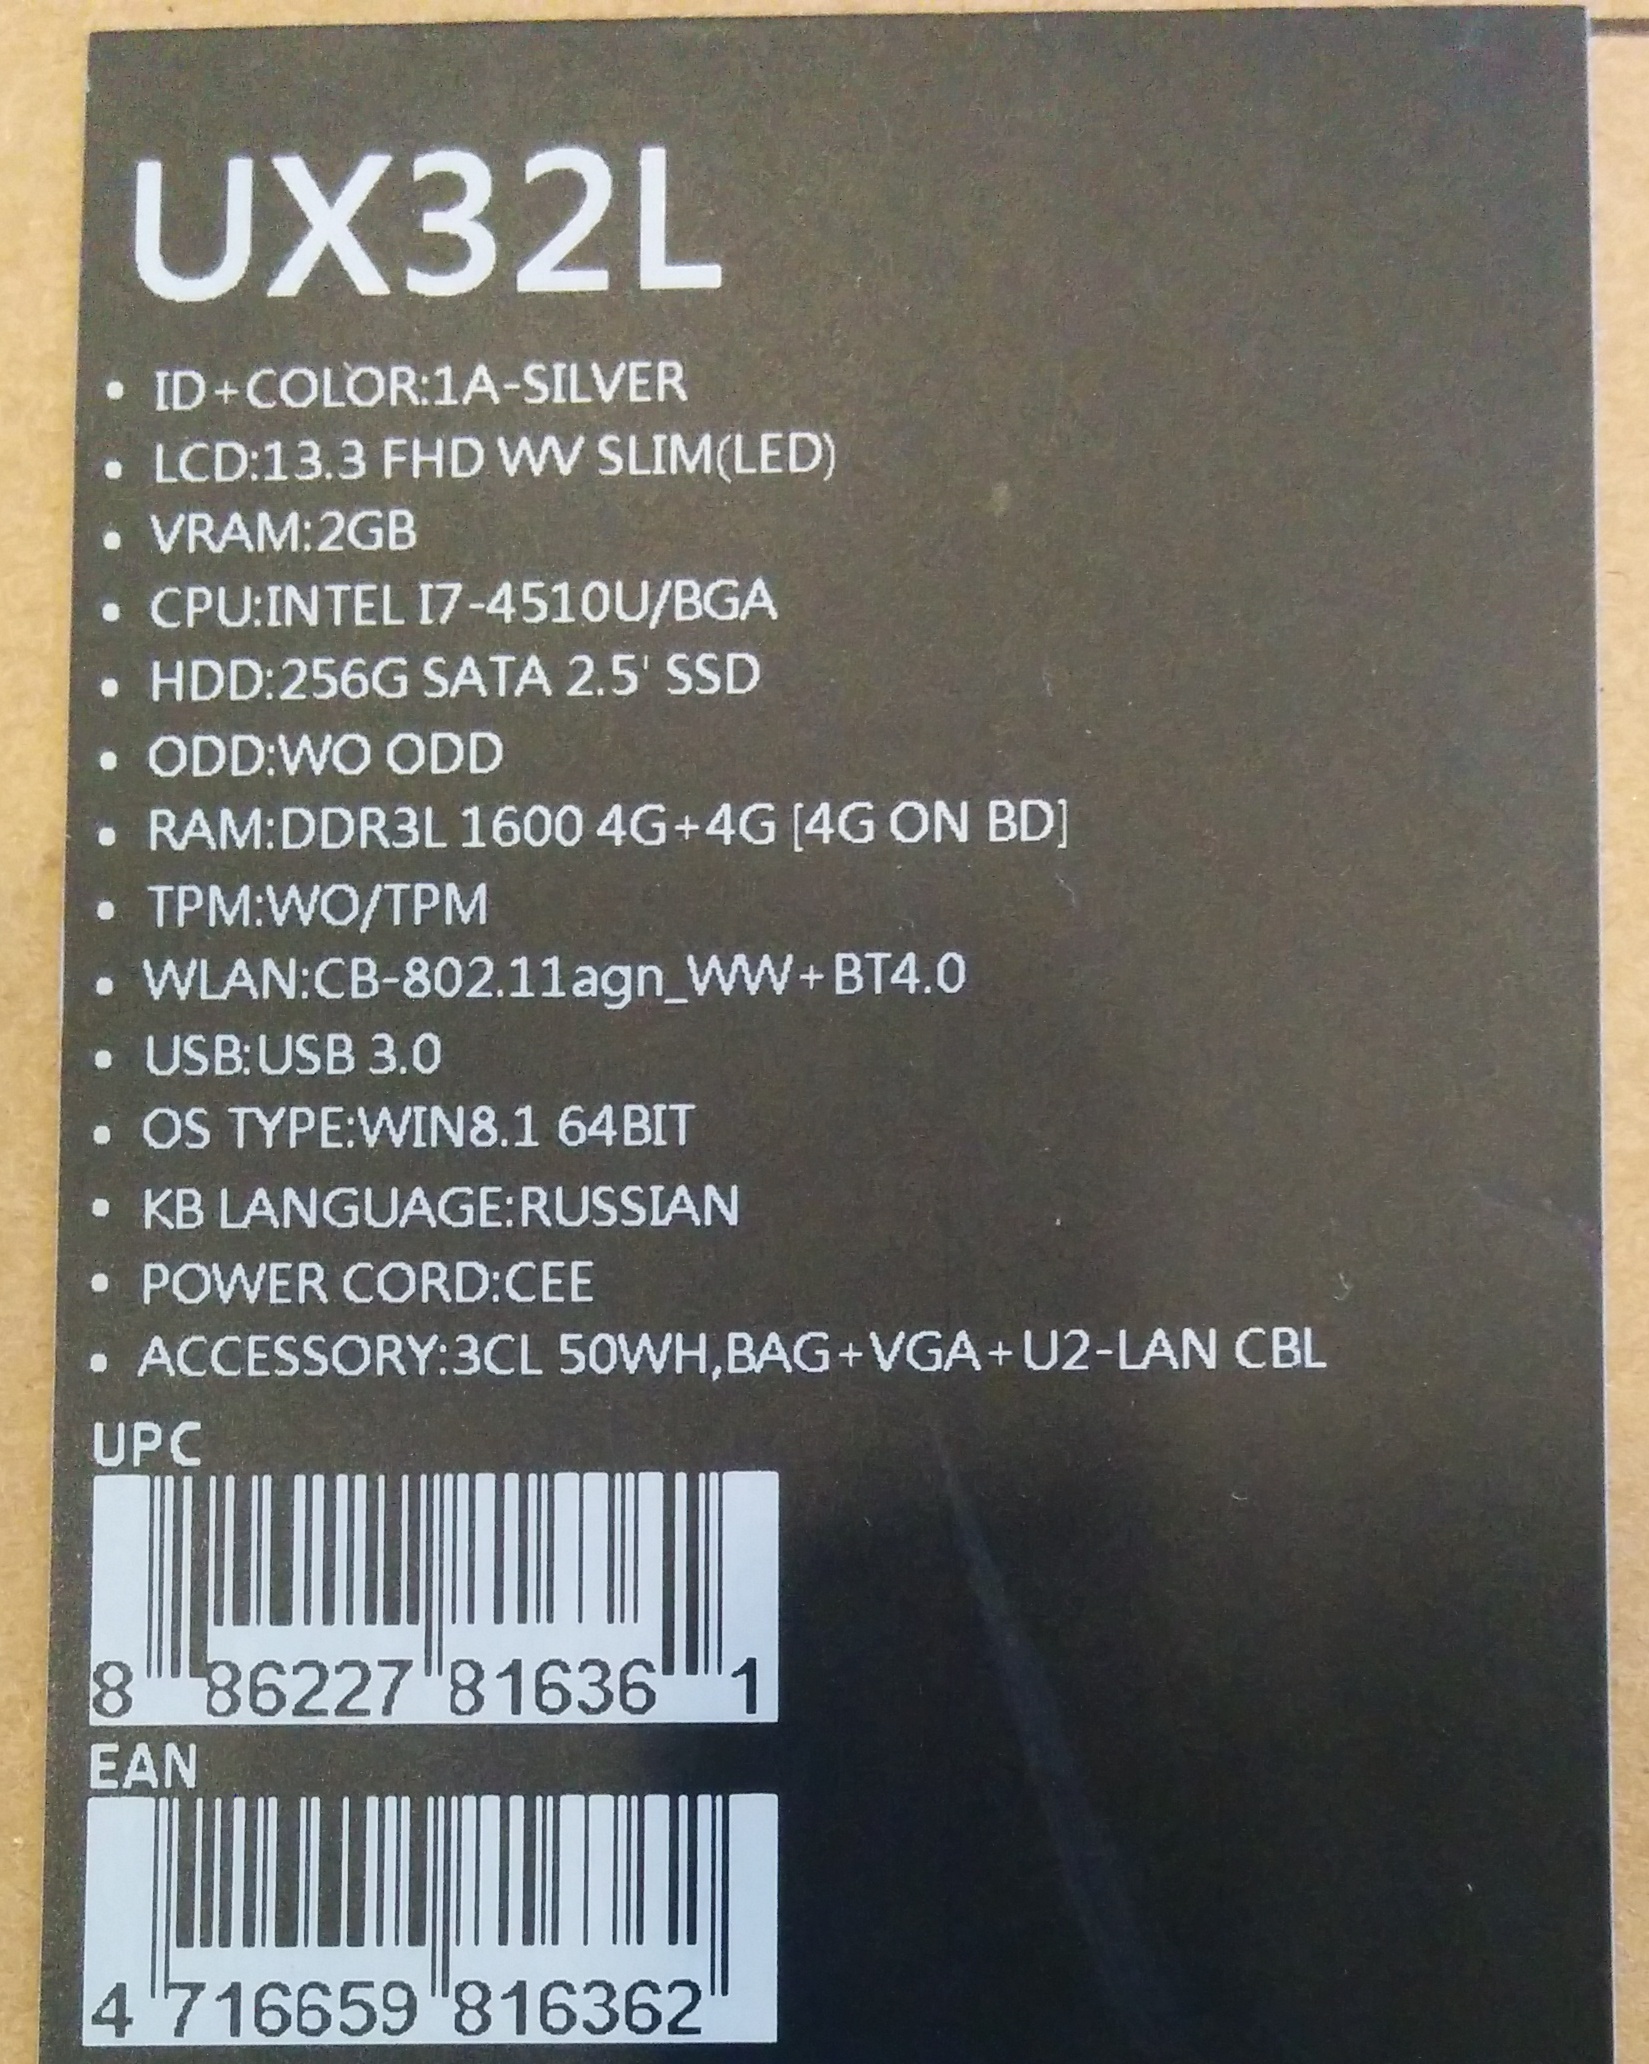 UX32L
• ID+COLOR:1A-SILVER
• LCD:13.3 FHD WV SLIM(LED)
• VRAM:2GB
• CPU:INTEL I7-4510U/BGA
• HDD:256G SATA 2.5' SSD
• ODD:WO ODD
• RAM:DDR3L 1600 4G+4G [4G ON BD]
• TPM:WO/TPM
• WLAN:CB-802.11agn_WW+BT4.0
• USB:USB 3.0
• OS TYPE:WIN8.1 64BIT
• KB LANGUAGE:RUSSIAN
• POWER CORD:CEE
• ACCESSORY:3CL 50WH,BAG+VGA+U2-LAN CBL
UPC
8 86227 81636 1
EAN
4 716659 816362